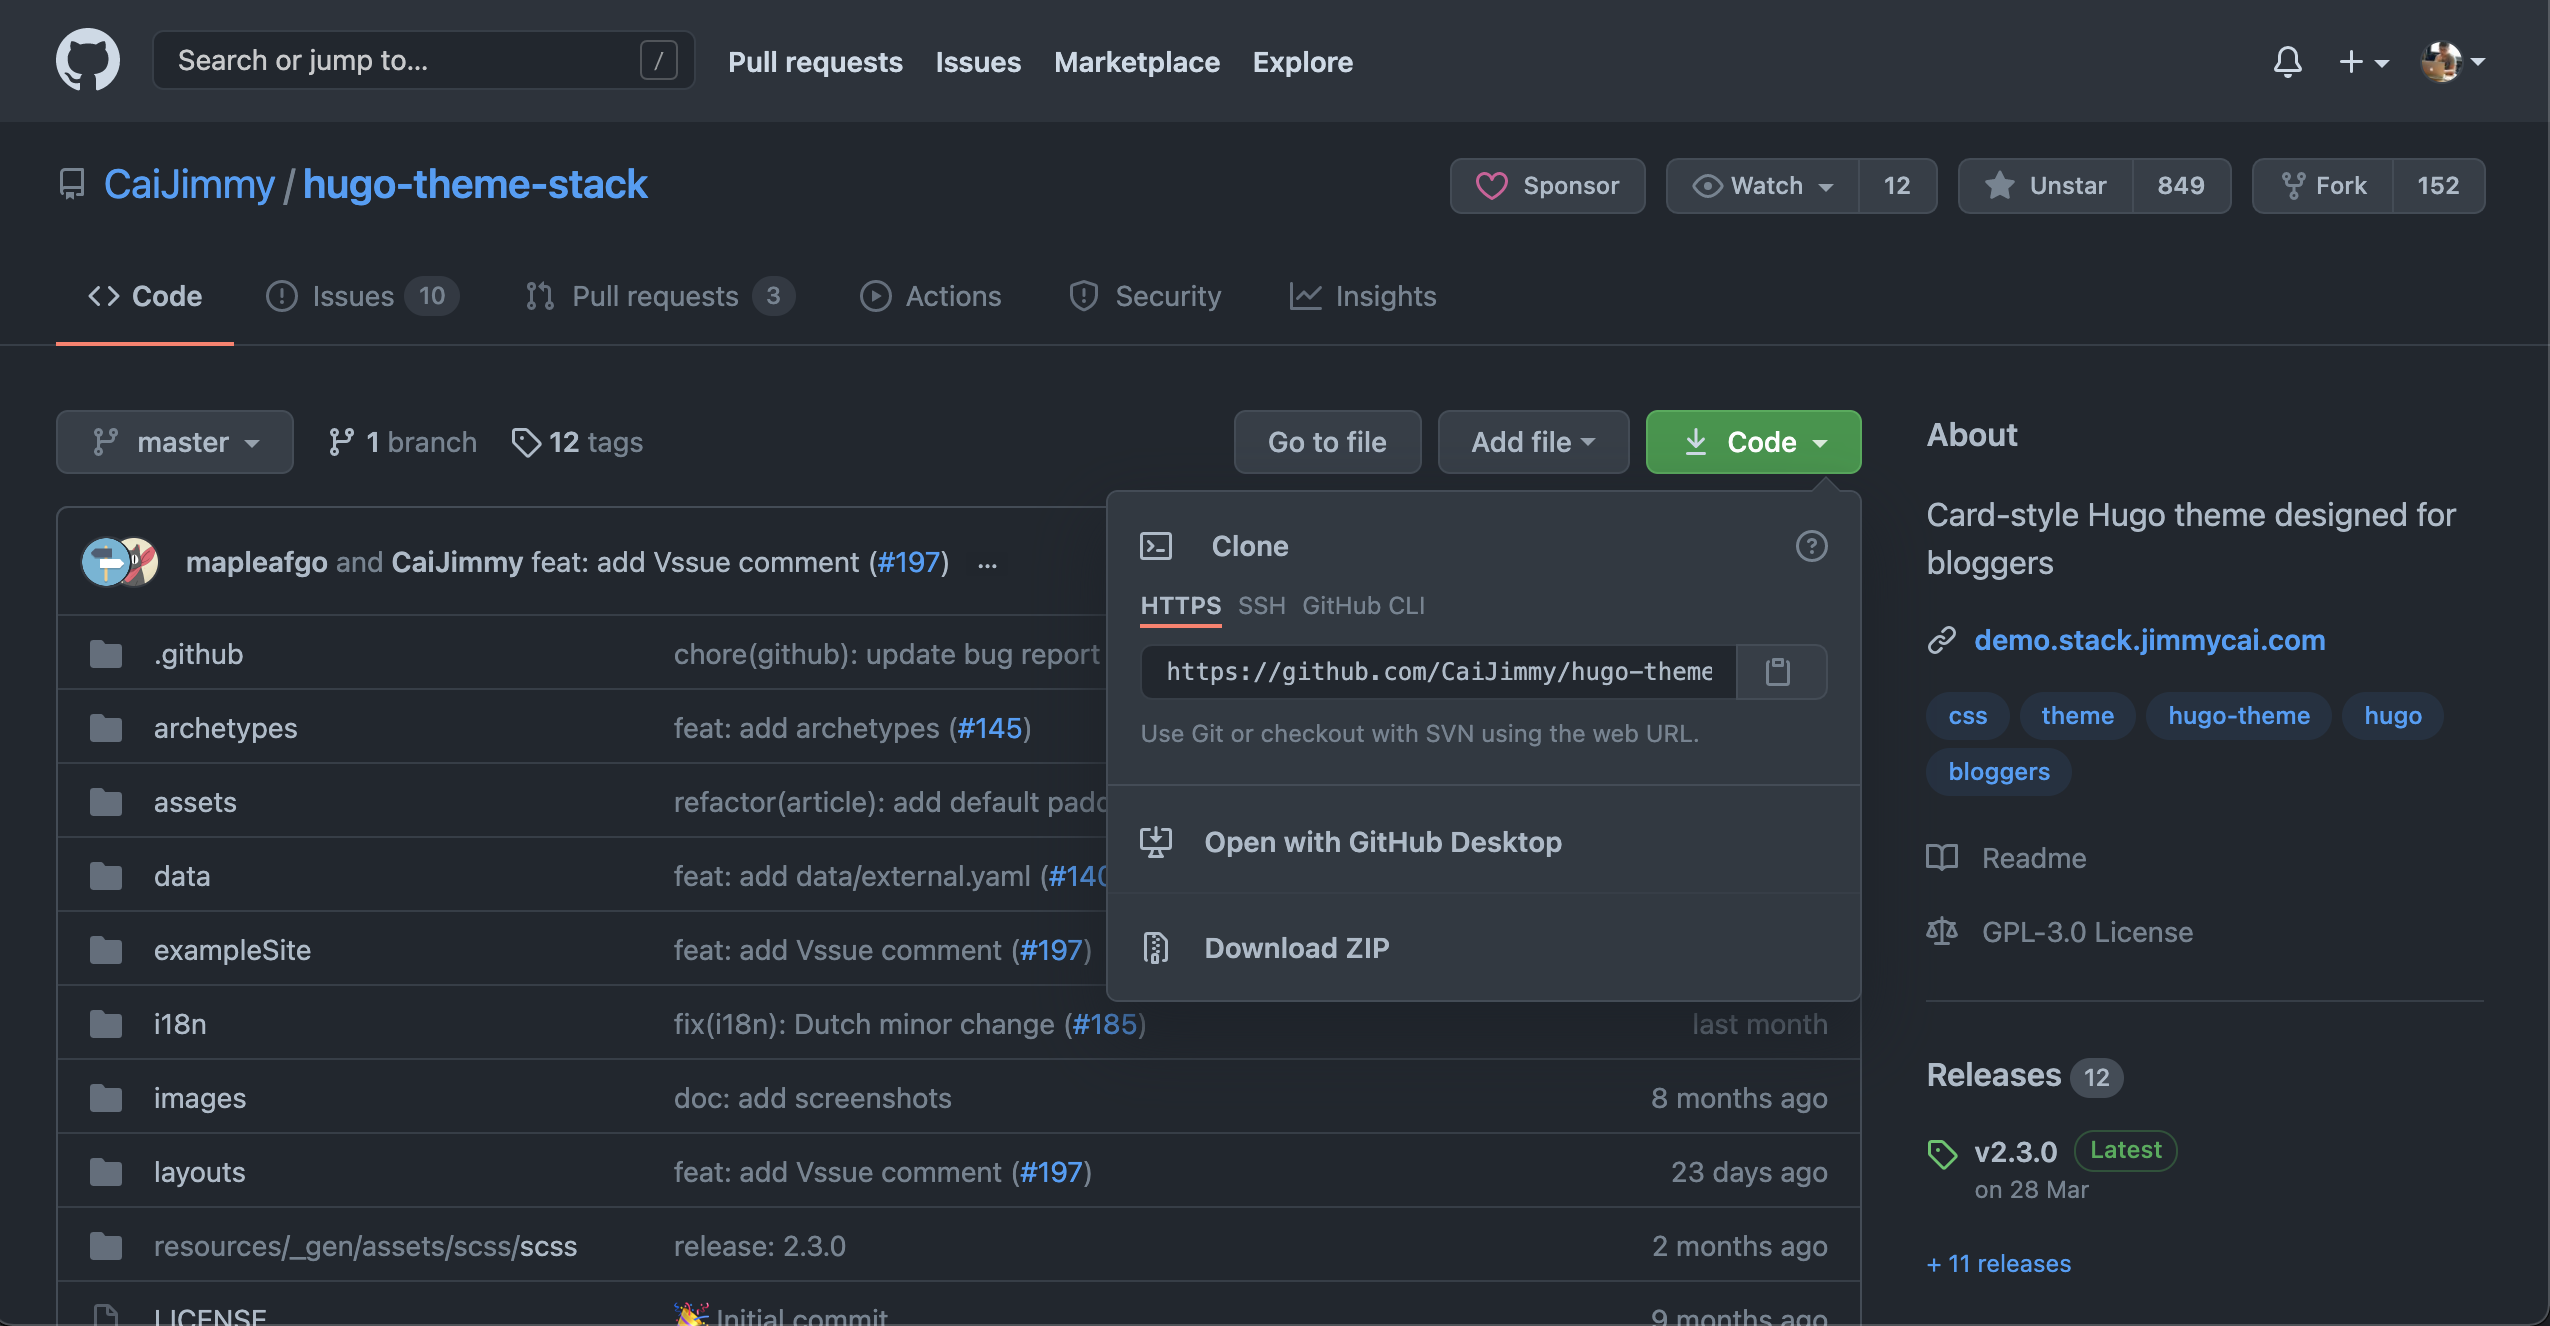 Search or jump to... /
Pull requests Issues Marketplace Explore
CaiJimmy / hugo-theme-stack
Sponsor
Watch 12
Unstar 849
Fork 152
Code
Issues 10
Pull requests 3
Actions
Security
Insights
master
1 branch
12 tags
Go to file
Add file
Code
mapleafgo and CaiJimmy feat: add Vssue comment (#197) ...
.github chore(github): update bug report
archetypes feat: add archetypes (#145)
assets refactor(article): add default padd
data feat: add data/external.yaml (#140
exampleSite feat: add Vssue comment (#197)
i18n fix(i18n): Dutch minor change (#185) last month
images doc: add screenshots 8 months ago
layouts feat: add Vssue comment (#197) 23 days ago
resources/_gen/assets/scss/scss release: 2.3.0 2 months ago
LICENSE Initial commit 9 months ago
Clone
HTTPS SSH GitHub CLI
https://github.com/CaiJimmy/hugo-theme
Use Git or checkout with SVN using the web URL.
Open with GitHub Desktop
Download ZIP
About
Card-style Hugo theme designed for
bloggers
demo.stack.jimmycai.com
css theme hugo-theme hugo
bloggers
Readme
GPL-3.0 License
Releases 12
v2.3.0 Latest
on 28 Mar
+ 11 releases